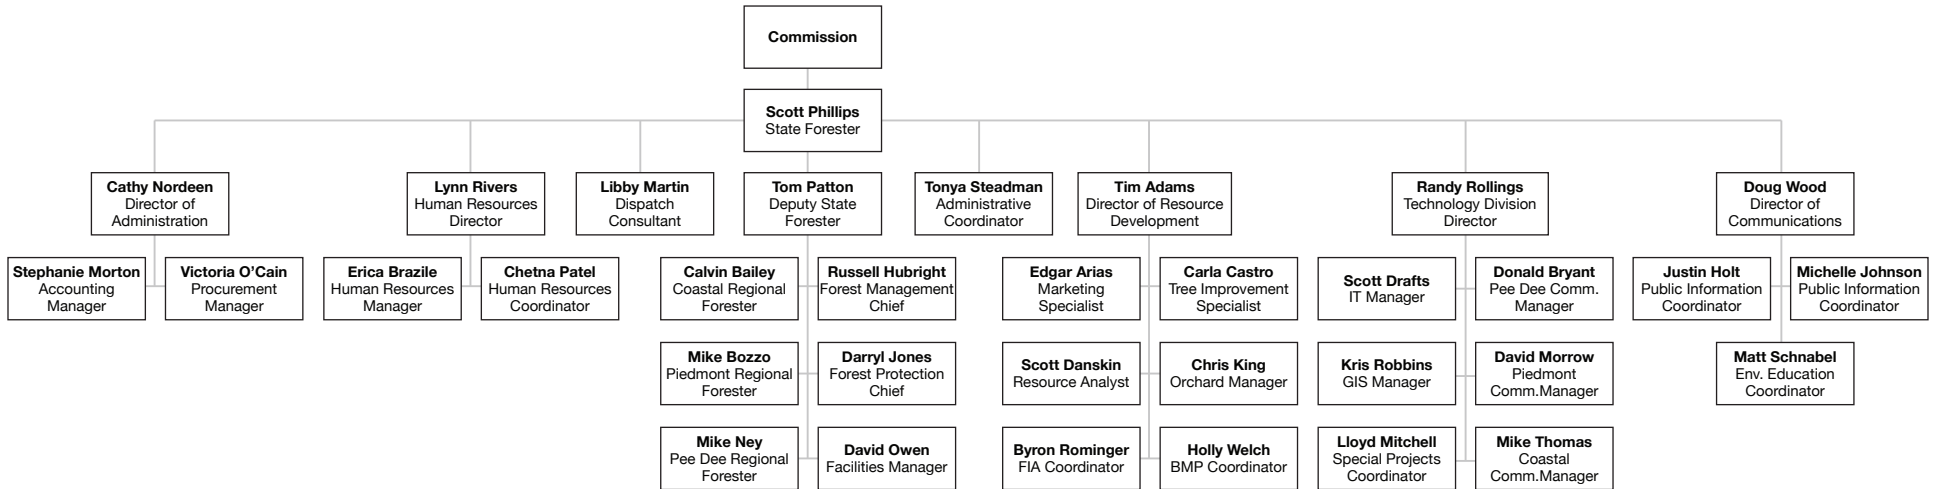 Commission
Scott Phillips
State Forester
Cathy Nordeen
Director of
Administration
Lynn Rivers
Human Resources
Director
Libby Martin
Dispatch
Consultant
Tom Patton
Deputy State
Forester
Tonya Steadman
Administrative
Coordinator
Tim Adams
Director of Resource
Development
Randy Rollings
Technology Division
Director
Doug Wood
Director of
Communications
Stephanie Morton
Accounting
Manager
Victoria O’Cain
Procurement
Manager
Erica Brazile
Human Resources
Manager
Chetna Patel
Human Resources
Coordinator
Calvin Bailey
Coastal Regional
Forester
Russell Hubright
Forest Management
Chief
Edgar Arias
Marketing
Specialist
Carla Castro
Tree Improvement
Specialist
Scott Drafts
IT Manager
Donald Bryant
Pee Dee Comm.
Manager
Justin Holt
Public Information
Coordinator
Michelle Johnson
Public Information
Coordinator
Mike Bozzo
Piedmont Regional
Forester
Darryl Jones
Forest Protection
Chief
Scott Danskin
Resource Analyst
Chris King
Orchard Manager
Kris Robbins
GIS Manager
David Morrow
Piedmont
Comm.Manager
Matt Schnabel
Env. Education
Coordinator
Mike Ney
Pee Dee Regional
Forester
David Owen
Facilities Manager
Byron Rominger
FIA Coordinator
Holly Welch
BMP Coordinator
Lloyd Mitchell
Special Projects
Coordinator
Mike Thomas
Coastal
Comm.Manager